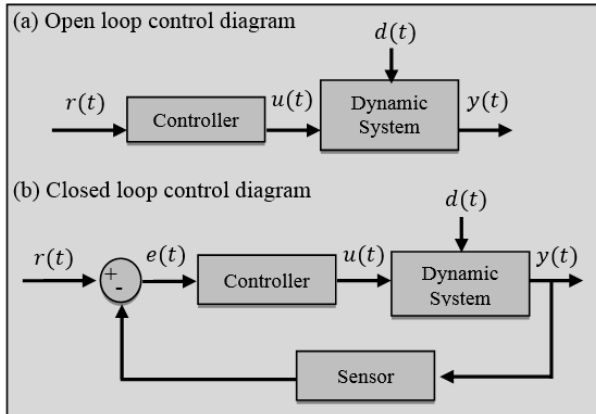 (a) Open loop control diagram
d(t)
r(t)
Controller
u(t)
Dynamic
System
y(t)
(b) Closed loop control diagram
d(t)
r(t)
+
-
e(t)
Controller
u(t)
Dynamic
System
y(t)
Sensor